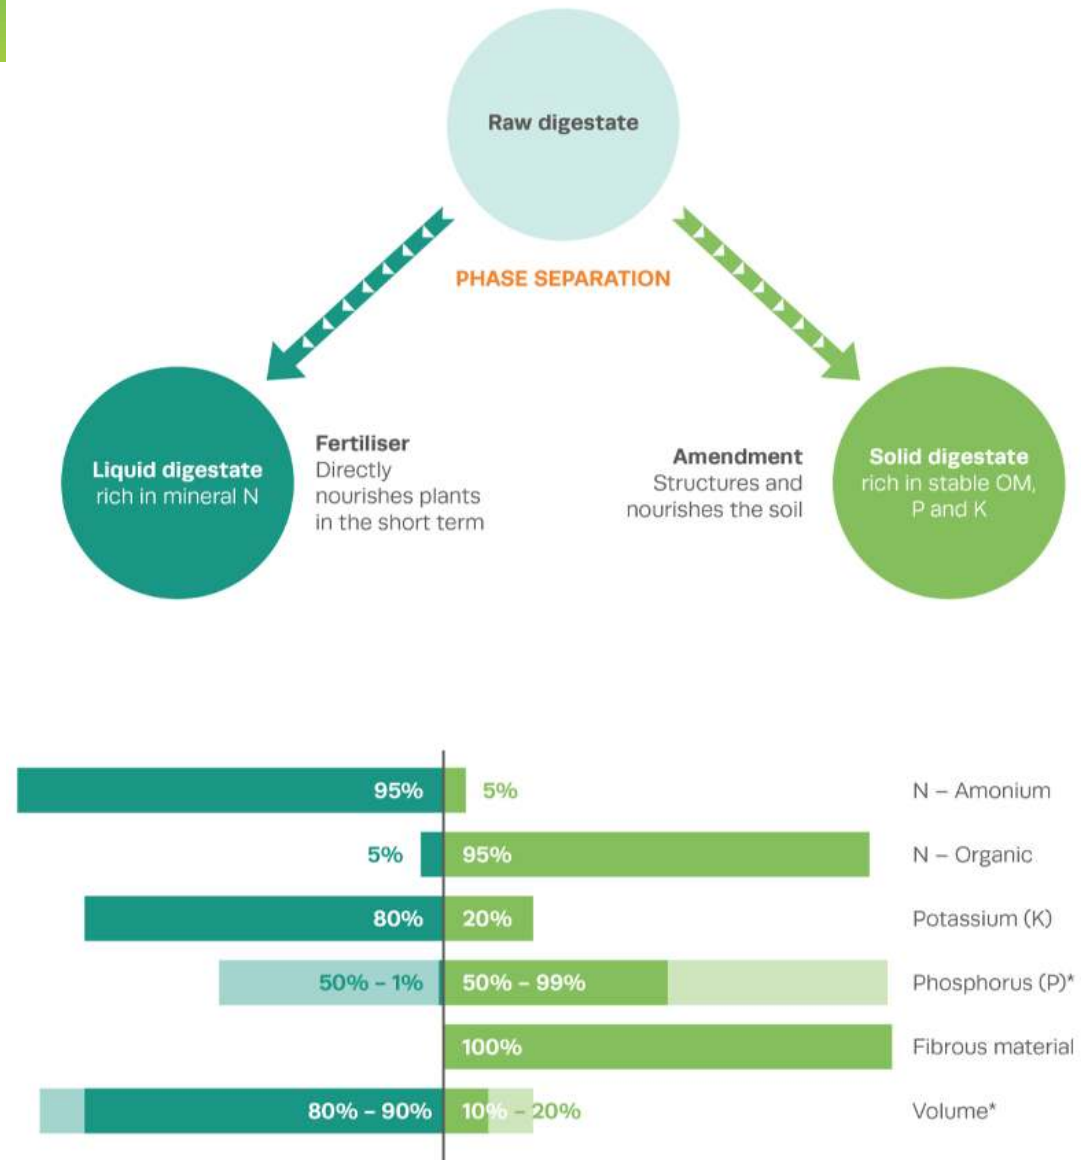 Raw digestate
PHASE SEPARATION
Liquid digestate
rich in mineral N
Fertiliser
Directly
nourishes plants
in the short term
Amendment
Structures and
nourishes the soil
Solid digestate
rich in stable OM,
P and K
95% 5% N – Amonium
5% 95% N – Organic
80% 20% Potassium (K)
50% – 1% 50% – 99% Phosphorus (P)*
100% Fibrous material
80% – 90% 10% – 20% Volume*